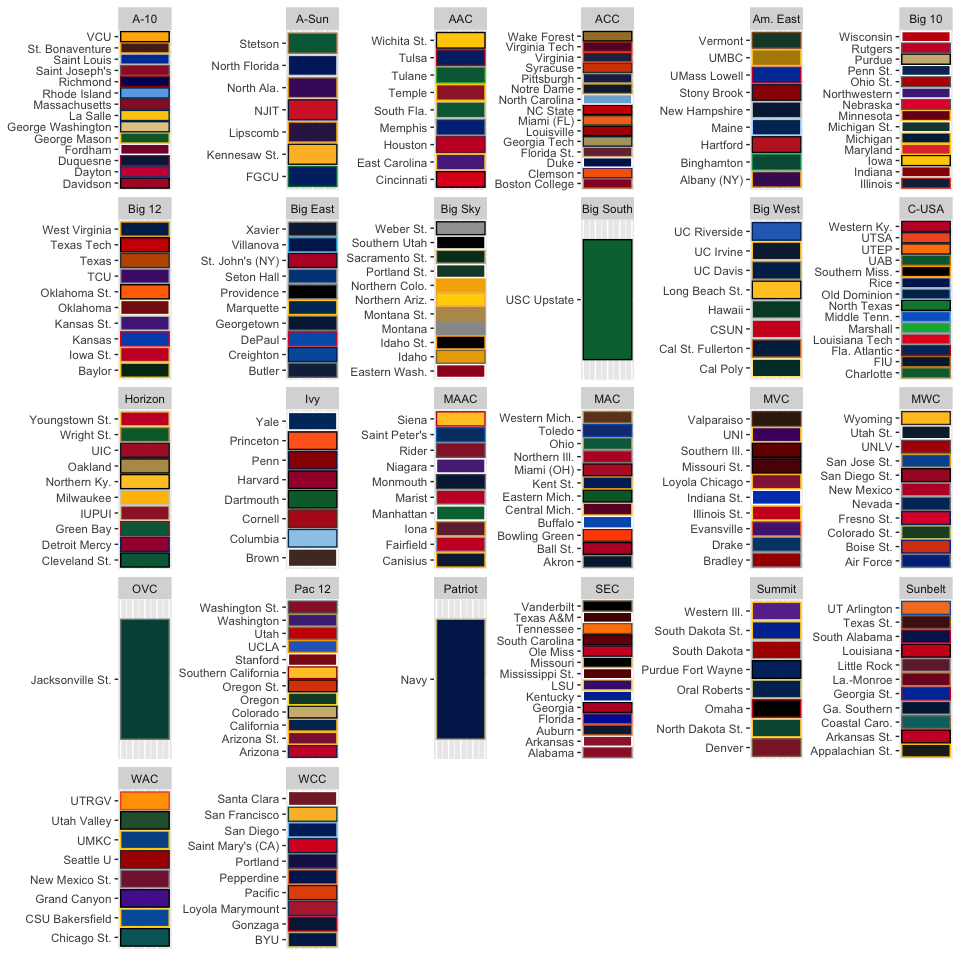 A-10
VCU
St. Bonaventure
Saint Louis
Saint Joseph's
Richmond
Rhode Island
Massachusetts
La Salle
George Washington
George Mason
Fordham
Duquesne
Dayton
Davidson
A-Sun
Stetson
North Florida
North Ala.
NJIT
Lipscomb
Kennesaw St.
FGCU
AAC
Wichita St.
Tulsa
Tulane
Temple
South Fla.
Memphis
Houston
East Carolina
Cincinnati
ACC
Wake Forest
Virginia Tech
Virginia
Syracuse
Pittsburgh
Notre Dame
North Carolina
NC State
Miami (FL)
Louisville
Georgia Tech
Florida St.
Duke
Clemson
Boston College
Am. East
Vermont
UMBC
UMass Lowell
Stony Brook
New Hampshire
Maine
Hartford
Binghamton
Albany (NY)
Big 10
Wisconsin
Rutgers
Purdue
Penn St.
Ohio St.
Northwestern
Nebraska
Minnesota
Michigan St.
Michigan
Maryland
Iowa
Indiana
Illinois
Big 12
West Virginia
Texas Tech
Texas
TCU
Oklahoma St.
Oklahoma
Kansas St.
Kansas
Iowa St.
Baylor
Big East
Xavier
Villanova
St. John's (NY)
Seton Hall
Providence
Marquette
Georgetown
DePaul
Creighton
Butler
Big Sky
Weber St.
Southern Utah
Sacramento St.
Portland St.
Northern Colo.
Northern Ariz.
Montana St.
Montana
Idaho St.
Idaho
Eastern Wash.
Big South
USC Upstate
Big West
UC Riverside
UC Irvine
UC Davis
Long Beach St.
Hawaii
CSUN
Cal St. Fullerton
Cal Poly
C-USA
Western Ky.
UTSA
UTEP
UAB
Southern Miss.
Rice
Old Dominion
North Texas
Middle Tenn.
Marshall
Louisiana Tech
Fla. Atlantic
FIU
Charlotte
Horizon
Youngstown St.
Wright St.
UIC
Oakland
Northern Ky.
Milwaukee
IUPUI
Green Bay
Detroit Mercy
Cleveland St.
Ivy
Yale
Princeton
Penn
Harvard
Dartmouth
Cornell
Columbia
Brown
MAAC
Siena
Saint Peter's
Rider
Niagara
Monmouth
Marist
Manhattan
Iona
Fairfield
Canisius
MAC
Western Mich.
Toledo
Ohio
Northern Ill.
Miami (OH)
Kent St.
Eastern Mich.
Central Mich.
Buffalo
Bowling Green
Ball St.
Akron
MVC
Valparaiso
UNI
Southern Ill.
Missouri St.
Loyola Chicago
Indiana St.
Illinois St.
Evansville
Drake
Bradley
MWC
Wyoming
Utah St.
UNLV
San Jose St.
San Diego St.
New Mexico
Nevada
Fresno St.
Colorado St.
Boise St.
Air Force
OVC
Jacksonville St.
Pac 12
Washington St.
Washington
Utah
UCLA
Stanford
Southern California
Oregon St.
Oregon
Colorado
California
Arizona St.
Arizona
Patriot
Navy
SEC
Vanderbilt
Texas A&M
Tennessee
South Carolina
Ole Miss
Missouri
Mississippi St.
LSU
Kentucky
Georgia
Florida
Auburn
Arkansas
Alabama
Summit
Western Ill.
South Dakota St.
South Dakota
Purdue Fort Wayne
Oral Roberts
Omaha
North Dakota St.
Denver
Sunbelt
UT Arlington
Texas St.
South Alabama
Louisiana
Little Rock
La.-Monroe
Georgia St.
Ga. Southern
Coastal Caro.
Arkansas St.
Appalachian St.
WAC
UTRGV
Utah Valley
UMKC
Seattle U
New Mexico St.
Grand Canyon
CSU Bakersfield
Chicago St.
WCC
Santa Clara
San Francisco
San Diego
Saint Mary's (CA)
Portland
Pepperdine
Pacific
Loyola Marymount
Gonzaga
BYU